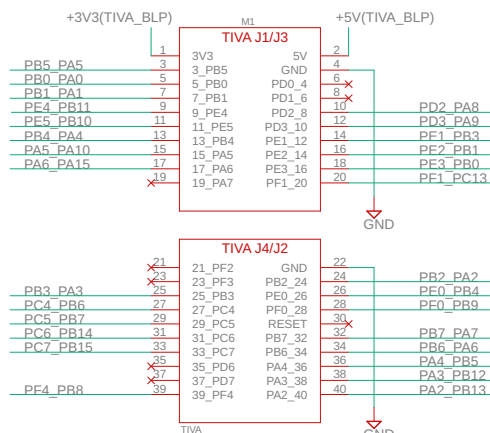 +3V3(TIVA_BLP) M1 +5V(TIVA_BLP)
TIVA J1/J3
1 3V3 5V 2
PB5_PA5 3 3_PB5 GND 4
PB0_PA0 5 5_PB0 PD0_4 6
PB1_PA1 7 7_PB1 PD1_6 8
PE4_PB11 9 9_PE4 PD2_8 10 PD2_PA8
PE5_PB10 11 11_PE5 PD3_10 12 PD3_PA9
PB4_PA4 13 13_PB4 PE1_12 14 PE1_PB3
PA5_PA10 15 15_PA5 PE2_14 16 PE2_PB1
PA6_PA15 17 17_PA6 PE3_16 18 PE3_PB0
19 19_PA7 PF1_20 20 PF1_PC13
GND
TIVA J4/J2
21 21_PF2 GND 22
23 23_PF3 PB2_24 24 PB2_PA2
PB3_PA3 25 25_PB3 PE0_26 26 PE0_PB4
PC4_PB6 27 27_PC4 PF0_28 28 PF0_PB9
PC5_PB7 29 29_PC5 RESET 30
PC6_PB14 31 31_PC6 PB7_32 32 PB7_PA7
PC7_PB15 33 33_PC7 PB6_34 34 PB6_PA6
35 35_PD6 PA4_36 36 PA4_PB5
37 37_PD7 PA3_38 38 PA3_PB12
PF4_PB8 39 39_PF4 PA2_40 40 PA2_PB13
TIVA GND